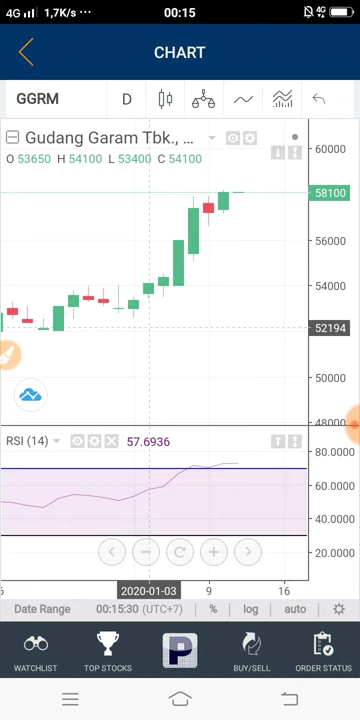 4G 1,7K/s ··· 00:15 4G
CHART
GGRM D
Gudang Garam Tbk., ...
O 53650 H 54100 L 53400 C 54100
60000
58100
56000
54000
52194
50000
48000
RSI (14) 57.6936
80.0000
60.0000
40.0000
20.0000
6 2020-01-03 9 16
Date Range 00:15:30 (UTC+7) % log auto
WATCHLIST TOP STOCKS P BUY/SELL ORDER STATUS